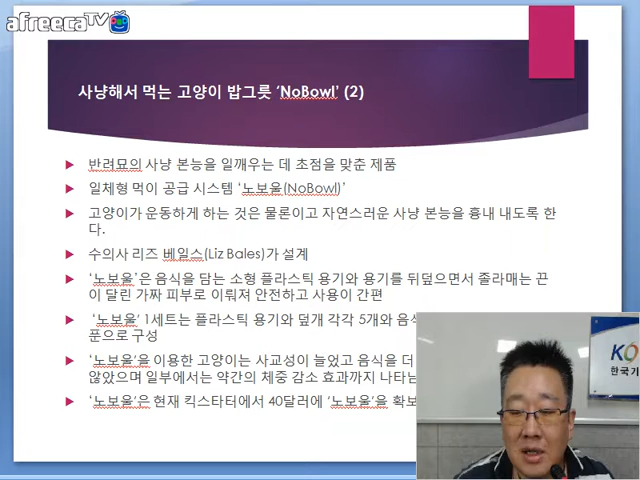 afreecaTV
사냥해서 먹는 고양이 밥그릇 ‘NoBowl’ (2)
반려묘의 사냥 본능을 일깨우는 데 초점을 맞춘 제품
일체형 먹이 공급 시스템 ‘노보울(NoBowl)’
고양이가 운동하게 하는 것은 물론이고 자연스러운 사냥 본능을 흉내 내도록 한
다.
수의사 리즈 베일스(Liz Bales)가 설계
‘노보울’은 음식을 담는 소형 플라스틱 용기와 용기를 뒤덮으면서 졸라매는 끈
이 달린 가짜 피부로 이뤄져 안전하고 사용이 간편
‘노보울’ 1세트는 플라스틱 용기와 덮개 각각 5개와 음식
푼으로 구성
‘노보울’을 이용한 고양이는 사교성이 늘었고 음식을 더
않았으며 일부에서는 약간의 체중 감소 효과까지 나타났
‘노보울’은 현재 킥스타터에서 40달러에 ‘노보울’을 확보
KO
한국기